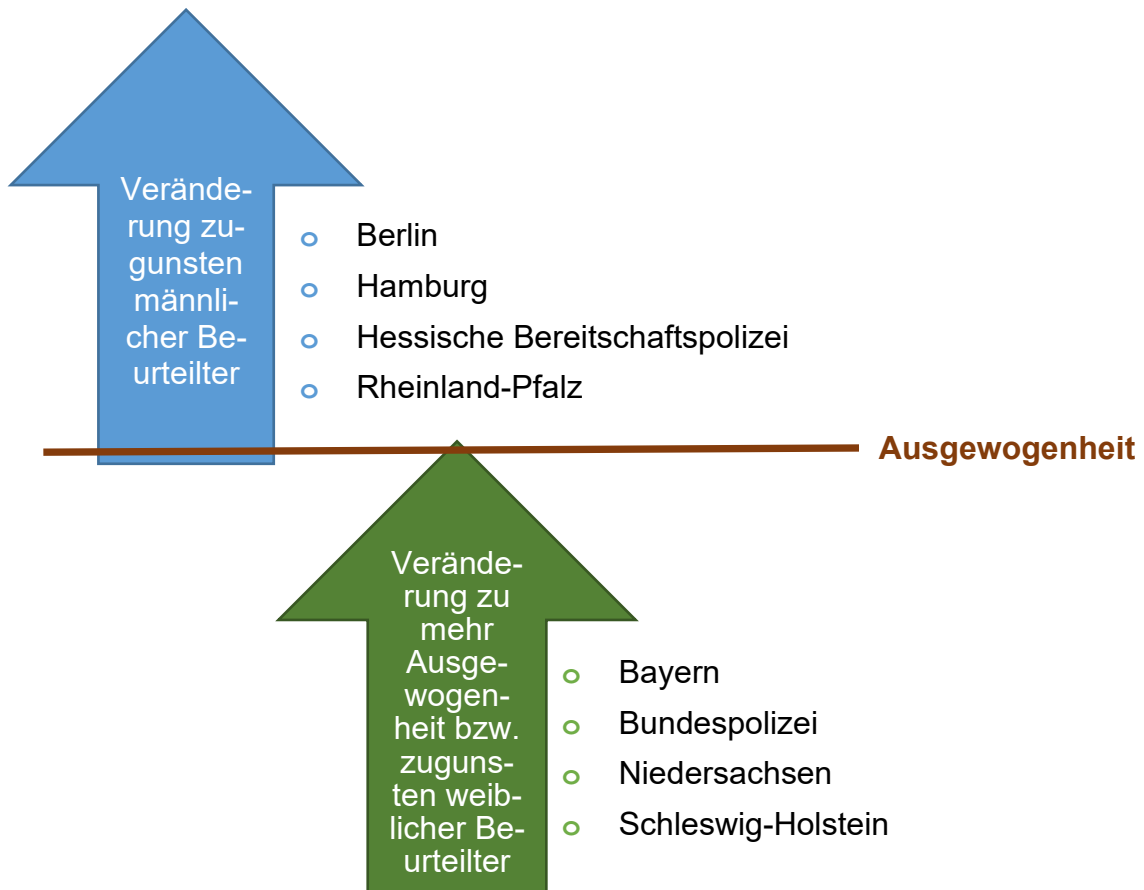 Verände-
rung zu-
gunsten
männli-
cher Be-
urteilter
Berlin
Hamburg
Hessische Bereitschaftspolizei
Rheinland-Pfalz
Ausgewogenheit
Verände-
rung zu
mehr
Ausge-
wogen-
heit bzw.
zuguns-
ten weib-
licher Be-
urteilter
Bayern
Bundespolizei
Niedersachsen
Schleswig-Holstein